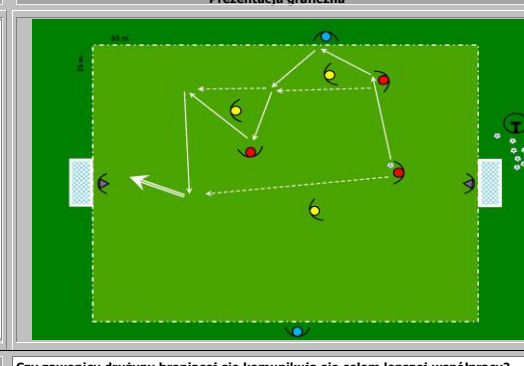 Prezentacja graficzna
35 m.
25 m.
T
Czy zawodnicy drużyny broniącej się komunikują się celem lepszej współpracy?